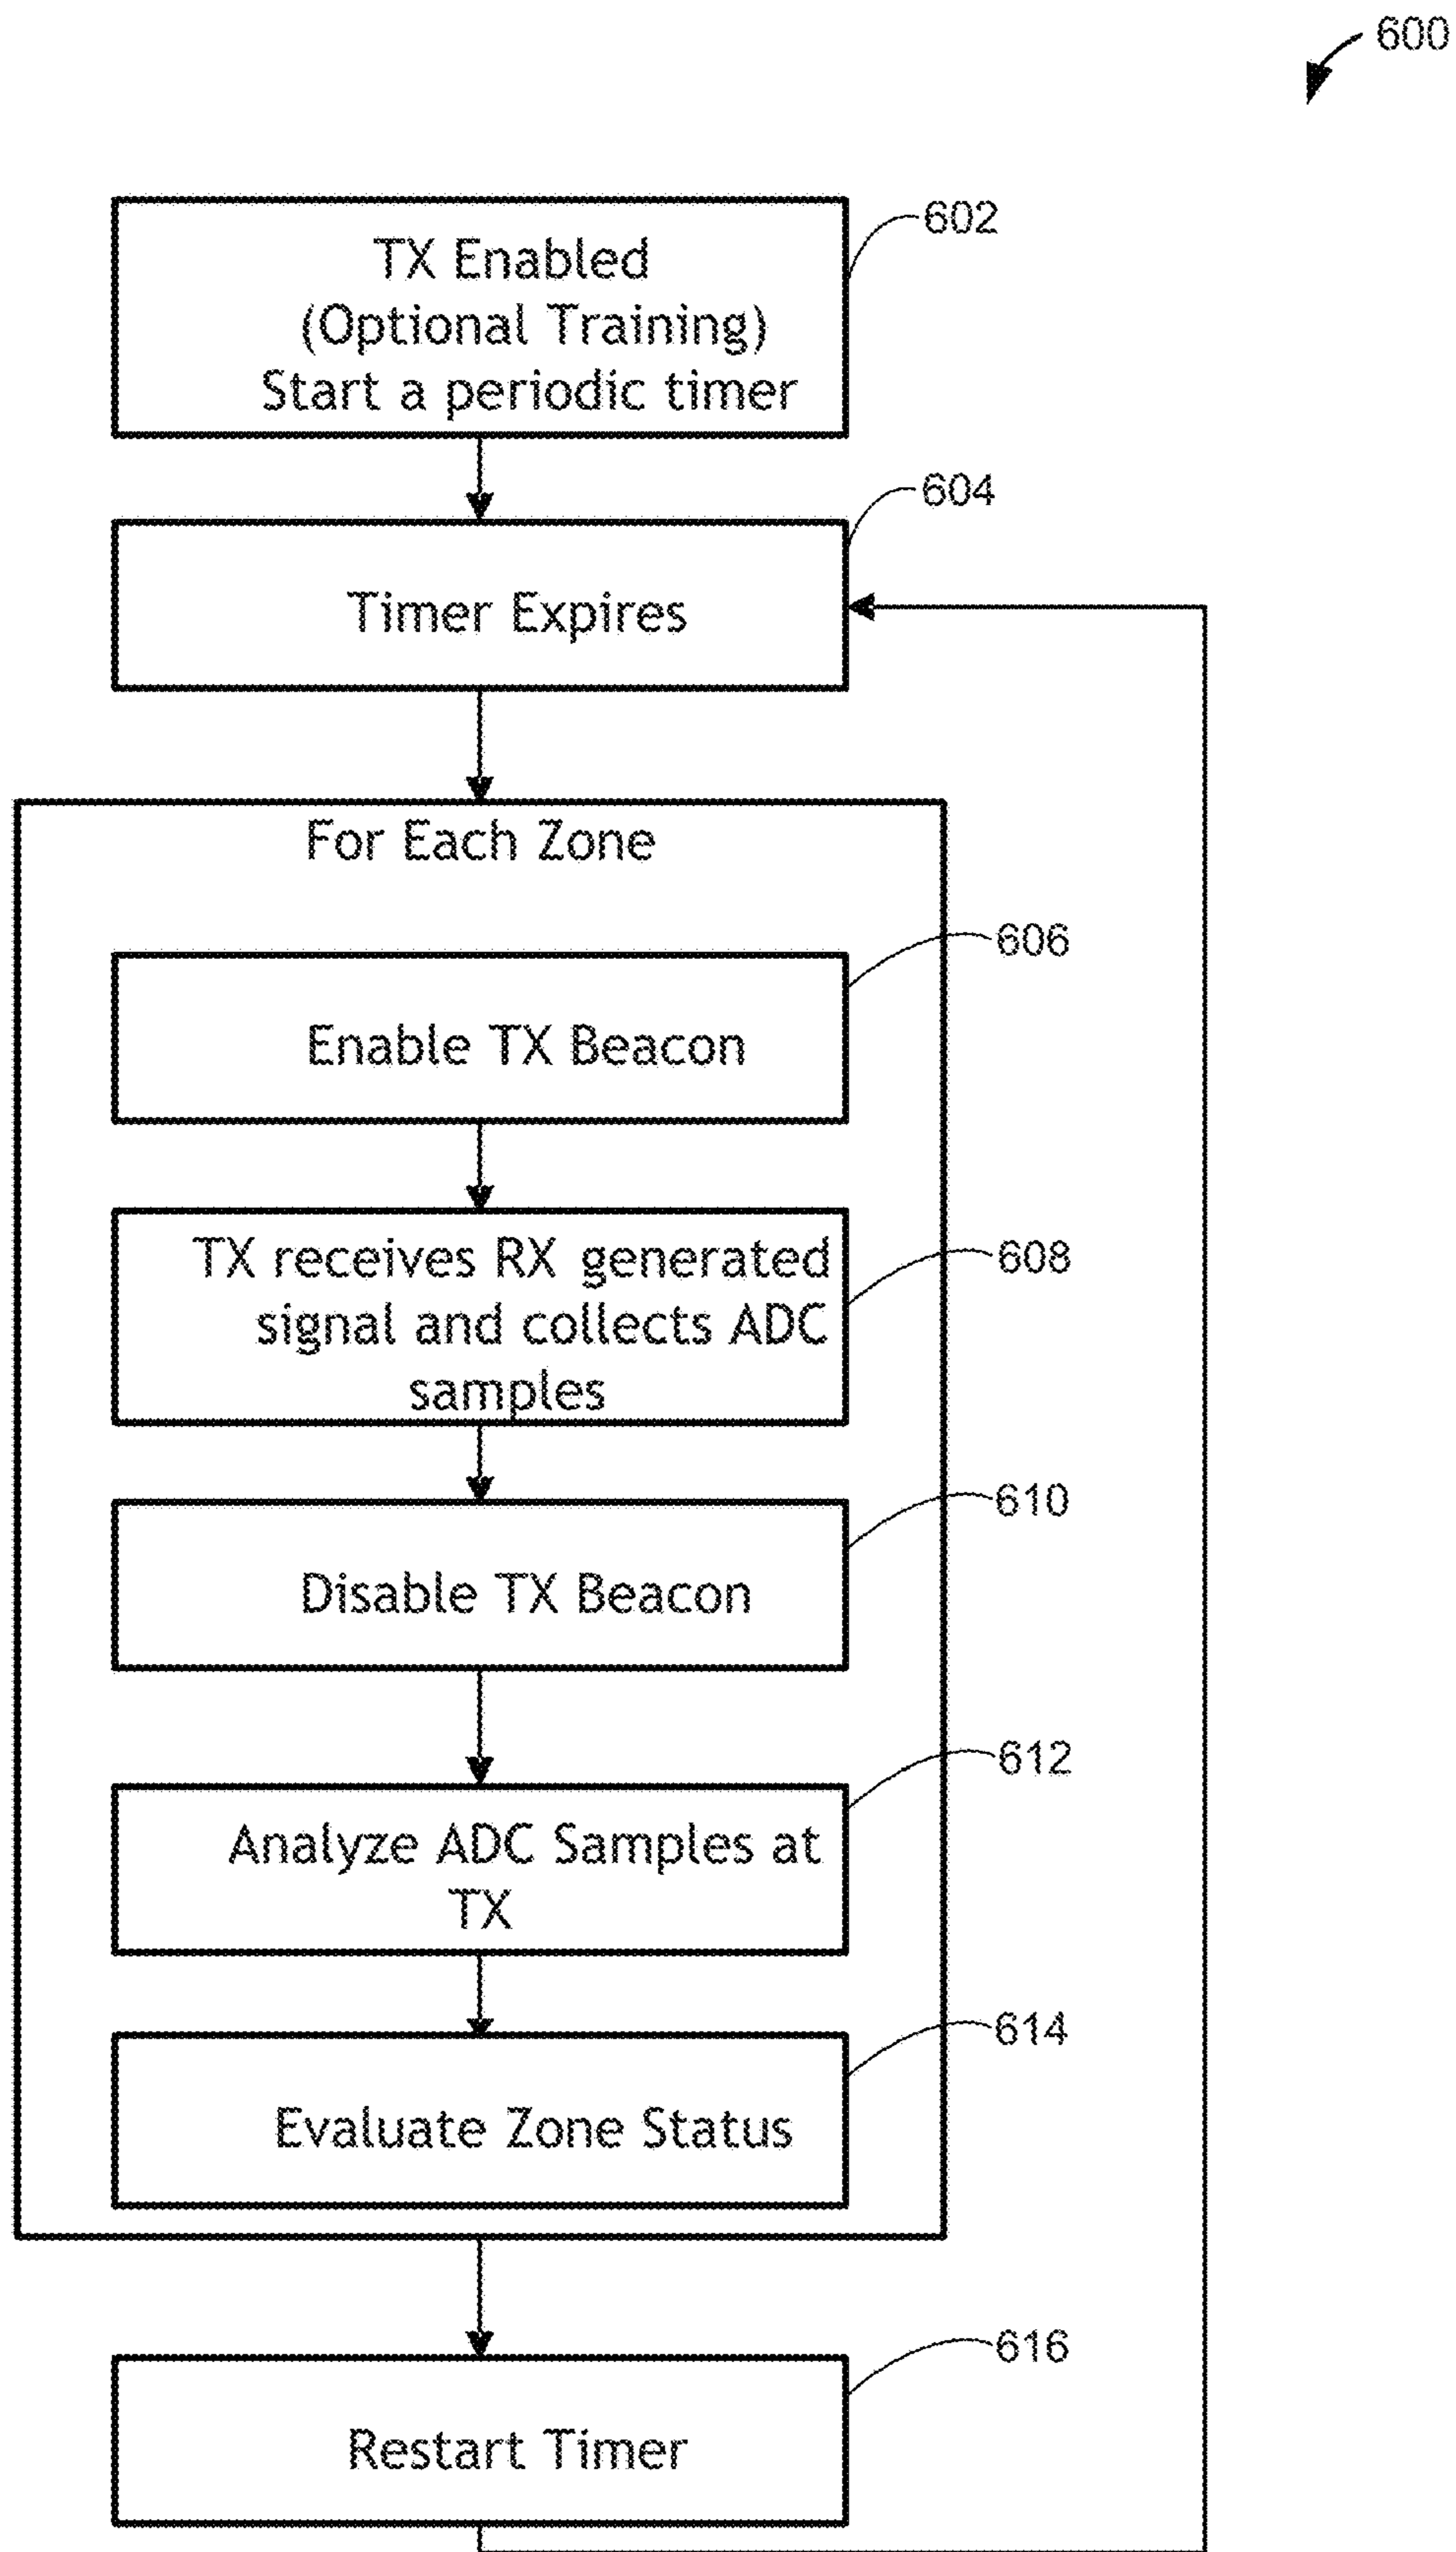 600
TX Enabled
(Optional Training)
Start a periodic timer
602
Timer Expires
604
For Each Zone
Enable TX Beacon
606
TX receives RX generated
signal and collects ADC
samples
608
Disable TX Beacon
610
Analyze ADC Samples at
TX
612
Evaluate Zone Status
614
Restart Timer
616